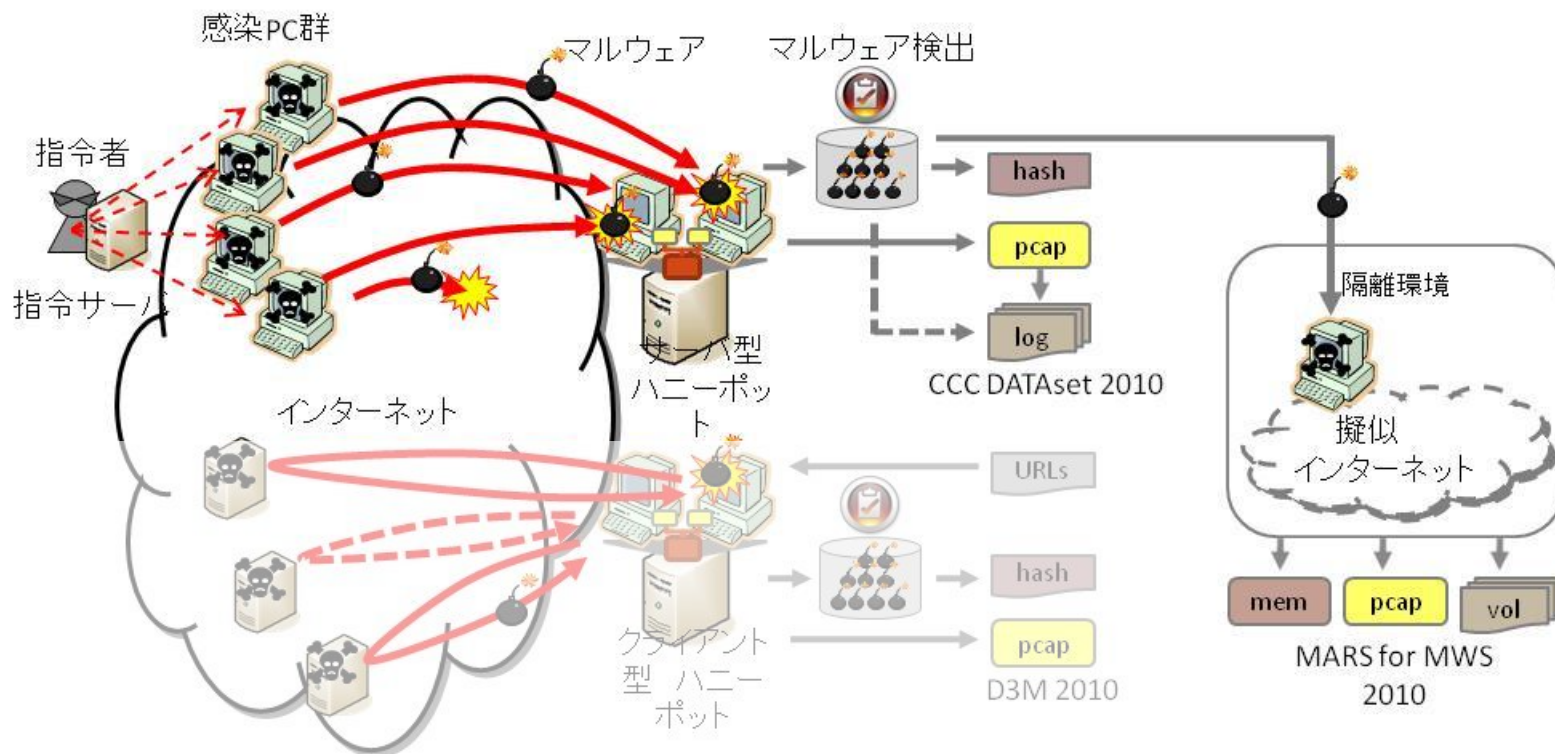 感染PC群
マルウェア
マルウェア検出
指令者
指令サーバ
hash
pcap
log
CCC DATAset 2010
隔離環境
擬似
インターネット
サーバ型
ハニーポッ
ト
インターネット
URLs
hash
pcap
D3M 2010
クライアント
型 ハニー
ポット
mem
pcap
vol
MARS for MWS
2010